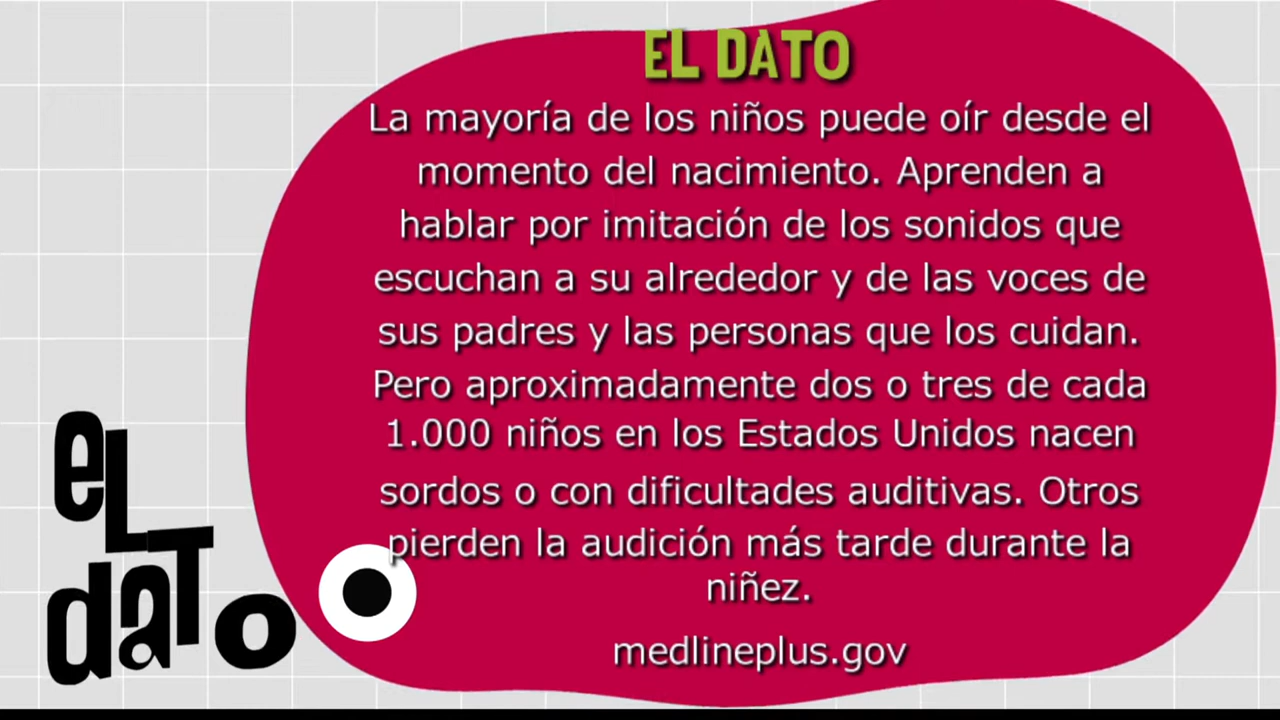 EL DATO
La mayoría de los niños puede oír desde el
momento del nacimiento. Aprenden a
hablar por imitación de los sonidos que
escuchan a su alrededor y de las voces de
sus padres y las personas que los cuidan.
Pero aproximadamente dos o tres de cada
1.000 niños en los Estados Unidos nacen
sordos o con dificultades auditivas. Otros
pierden la audición más tarde durante la
niñez.
medlineplus.gov
eL
daTo